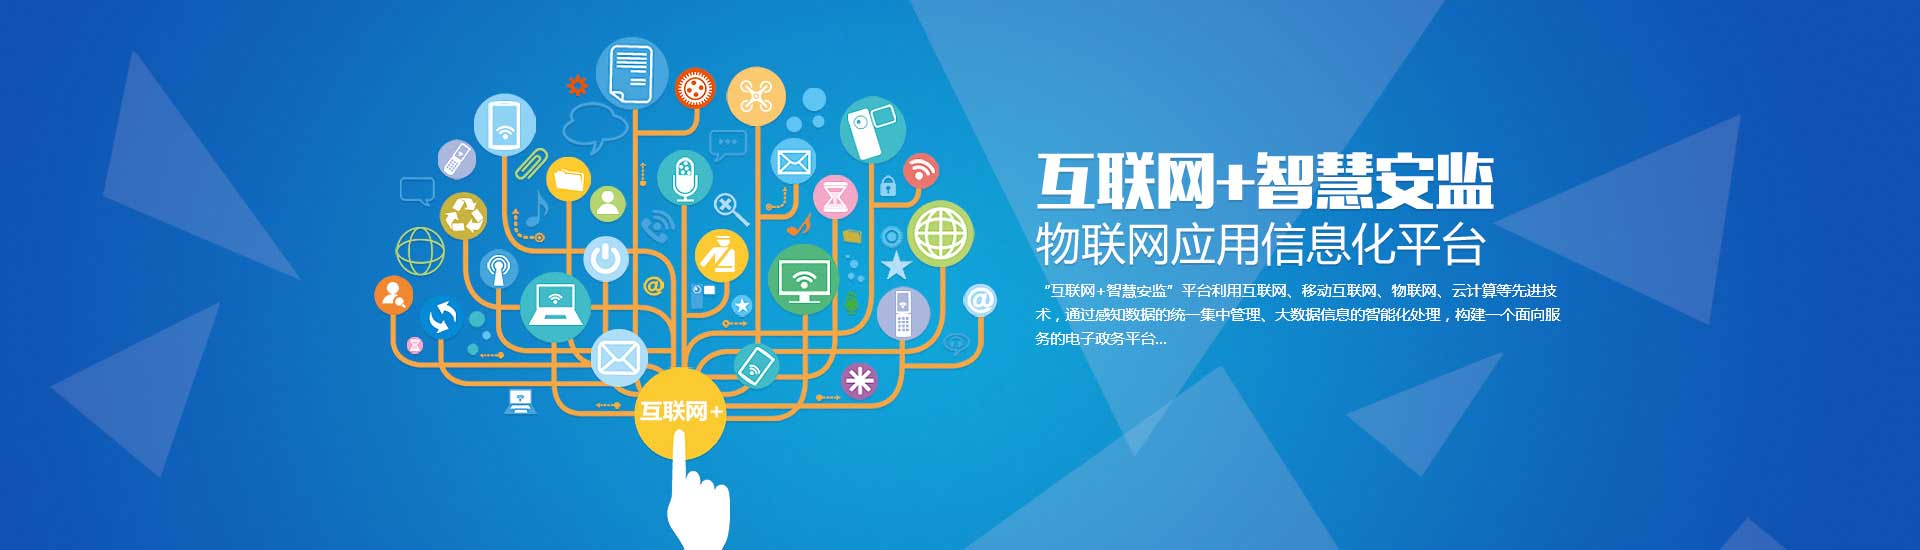 互联网+智慧安监
物联网应用信息化平台
“互联网+智慧安监”平台利用互联网、移动互联网、物联网、云计算等先进技
术，通过感知数据的统一集中管理、大数据信息的智能化处理，构建一个面向服
务的电子政务平台...
互联网+